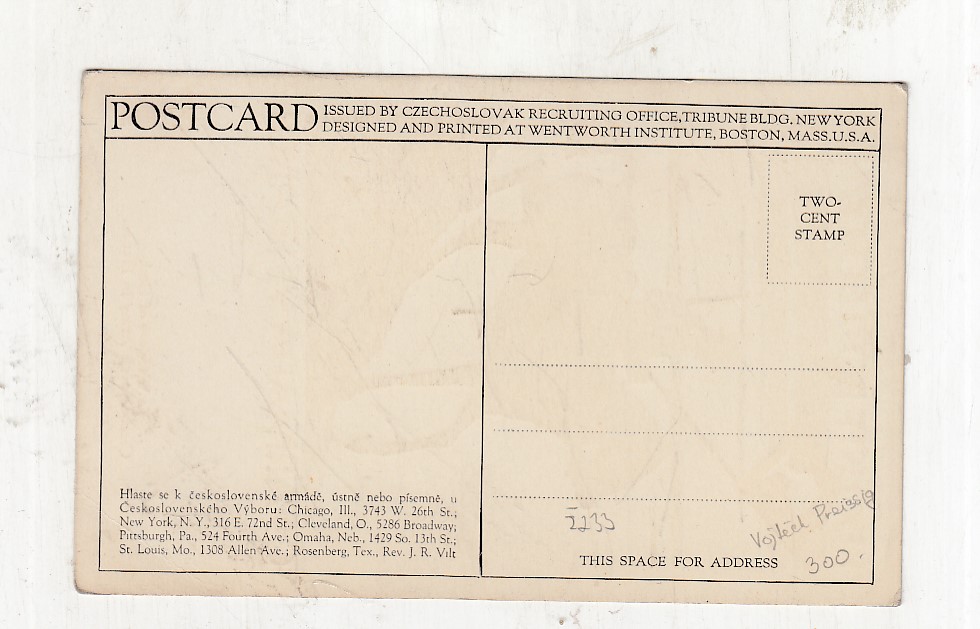 POSTCARD
ISSUED BY CZECHOSLOVAK RECRUITING OFFICE, TRIBUNE BLDG. NEW YORK
DESIGNED AND PRINTED AT WENTWORTH INSTITUTE, BOSTON, MASS. U.S.A.
TWO-
CENT
STAMP
Hlaste se k československé armádě, ústně nebo písemně, u
Československého Výboru: Chicago, Ill., 3743 W. 26th St.;
New York, N. Y., 316 E. 72nd St.; Cleveland, O., 5286 Broadway;
Pittsburgh, Pa., 524 Fourth Ave.; Omaha, Neb., 1429 So. 13th St.;
St. Louis, Mo., 1308 Allen Ave.; Rosenberg, Tex., Rev. J. R. Vilt
2233
Vojtěch Preissig
THIS SPACE FOR ADDRESS
300.